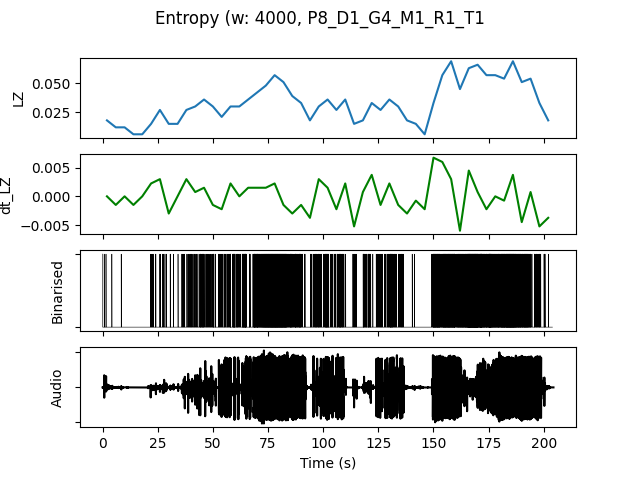 Entropy (w: 4000, P8_D1_G4_M1_R1_T1
LZ
0.050
0.025
dt_LZ
0.005
0.000
−0.005
Binarised
Audio
0 25 50 75 100 125 150 175 200
Time (s)